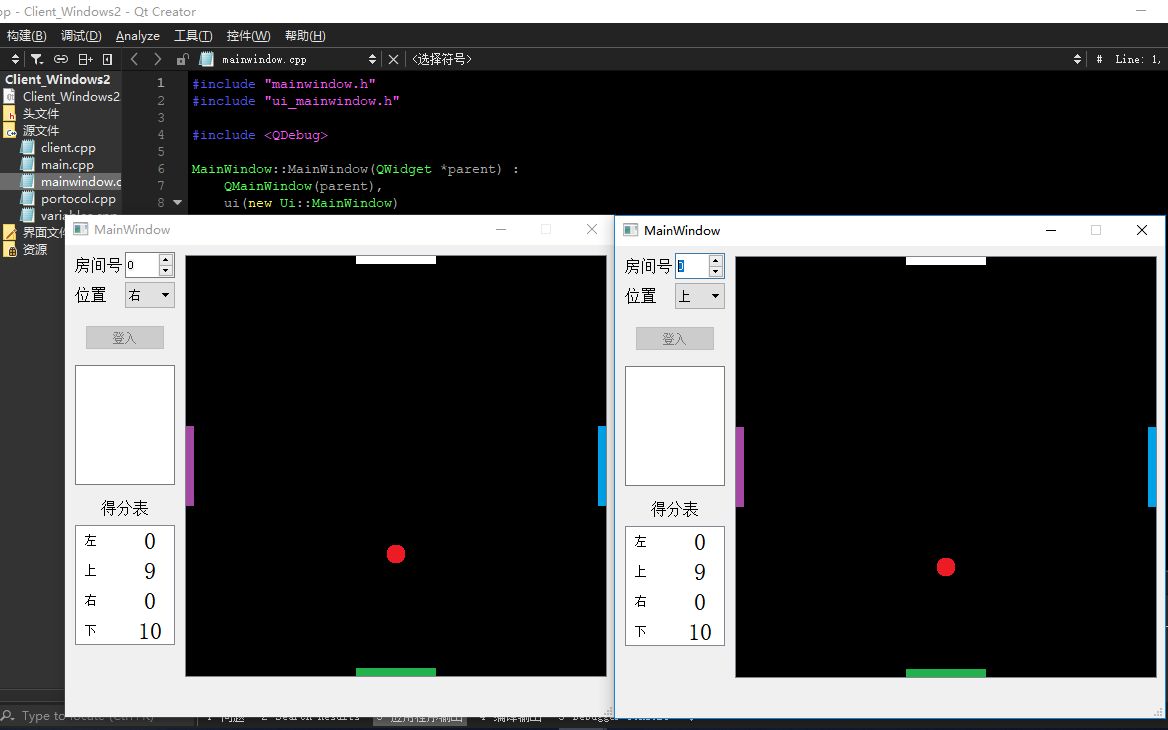 pp - Client_Windows2 - Qt Creator
构建(B) 调试(D) Analyze 工具(T) 控件(W) 帮助(H)
mainwindow.cpp <选择符号> # Line: 1,
Client_Windows2
Client_Windows2
头文件
源文件
client.cpp
main.cpp
mainwindow.c
portocol.cpp
variables.cpp
界面文件
资源
1 #include "mainwindow.h"
2 #include "ui_mainwindow.h"
3
4 #include <QDebug>
5
6 MainWindow::MainWindow(QWidget *parent) :
7 QMainWindow(parent),
8 ui(new Ui::MainWindow)
MainWindow
房间号 0
位置 右
登入
得分表
左 0
上 9
右 0
下 10
MainWindow
房间号 0
位置 上
登入
得分表
左 0
上 9
右 0
下 10
Type to locate (Ctrl+K) 1 问题 2 Search Results 3 应用程序输出 4 编译输出 5 Debugger Console